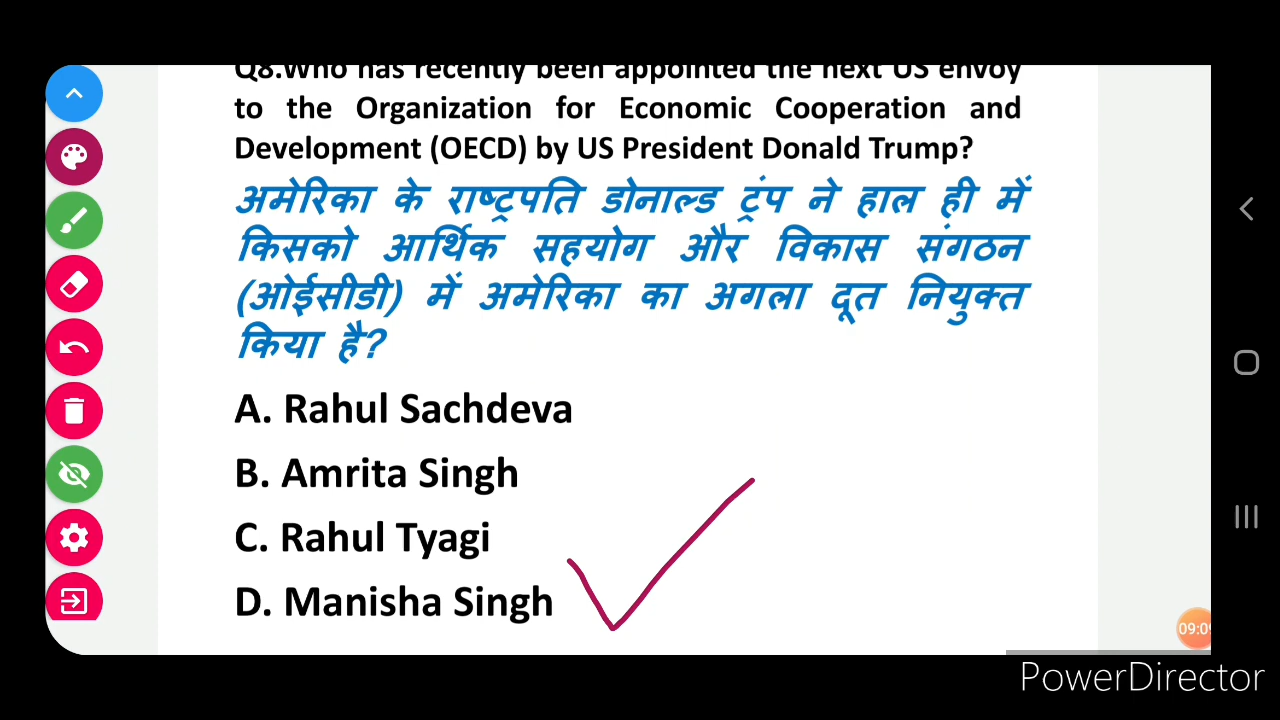 Q8.Who has recently been appointed the next US envoy
to the Organization for Economic Cooperation and
Development (OECD) by US President Donald Trump?
अमेरिका के राष्ट्रपति डोनाल्ड ट्रंप ने हाल ही में
किसको आर्थिक सहयोग और विकास संगठन
(ओईसीडी) में अमेरिका का अगला दूत नियुक्त
किया है?
A. Rahul Sachdeva
B. Amrita Singh
C. Rahul Tyagi
D. Manisha Singh
09:09
PowerDirector